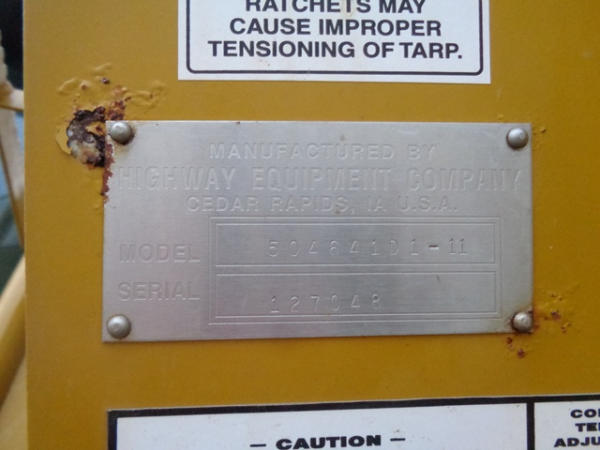 RATCHETS MAY
CAUSE IMPROPER
TENSIONING OF TARP.
MANUFACTURED BY
HIGHWAY EQUIPMENT COMPANY
CEDAR RAPIDS, IA U.S.A.
MODEL 504641D1-11
SERIAL 127048
- CAUTION -